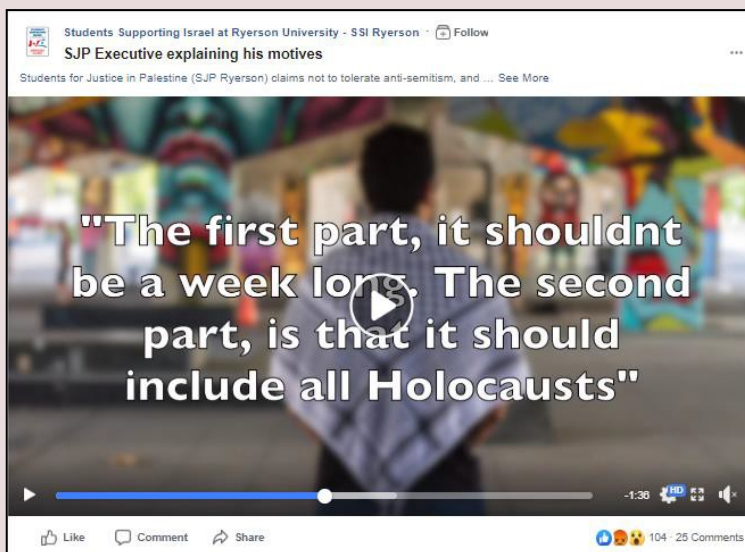 Students Supporting Israel at Ryerson University - SSI Ryerson · Follow
SJP Executive explaining his motives
Students for Justice in Palestine (SJP Ryerson) claims not to tolerate anti-semitism, and ... See More
"The first part, it shouldnt
be a week long. The second
part, is that it should
include all Holocausts"
-1:36 HD
Like Comment Share 104 · 25 Comments